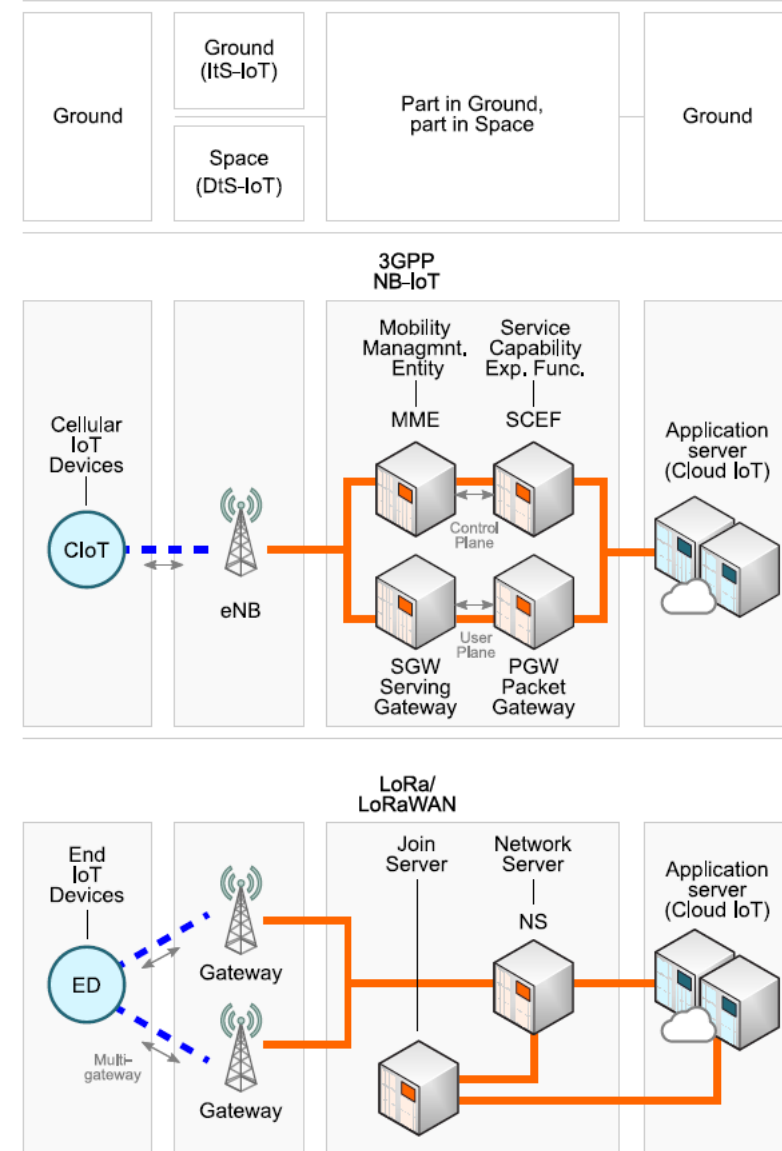 Ground
Ground
(ItS-IoT)
Space
(DtS-IoT)
Part in Ground,
part in Space
Ground
3GPP
NB-IoT
Cellular
IoT
Devices
CIoT
eNB
Mobility
Managmnt.
Entity
MME
Service
Capability
Exp. Func.
SCEF
Control
Plane
User
Plane
SGW
Serving
Gateway
PGW
Packet
Gateway
Application
server
(Cloud IoT)
LoRa/
LoRaWAN
End
IoT
Devices
ED
Multi-
gateway
Gateway
Gateway
Join
Server
Network
Server
NS
Application
server
(Cloud IoT)